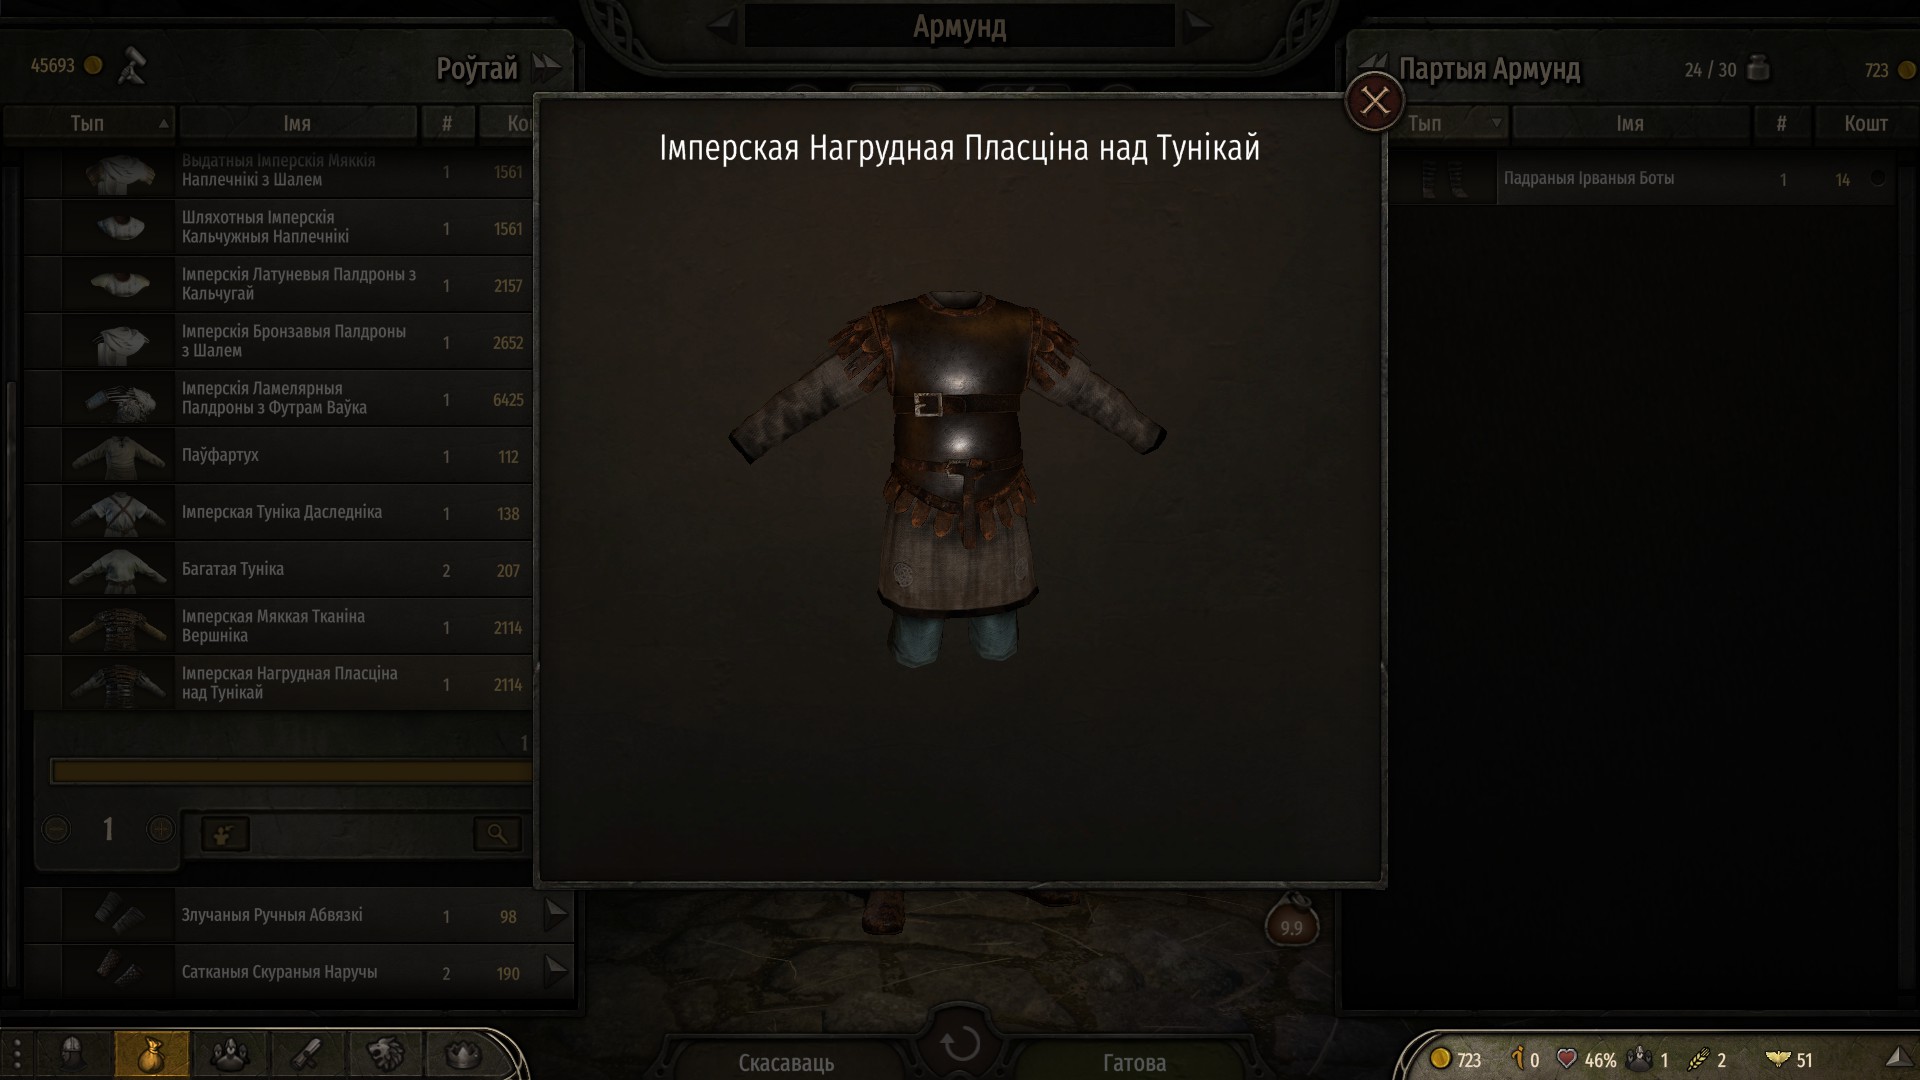 Армунд
45693
Роўтай
Партыя Армунд
24 / 30
723
Тып
Імя
#
Тып
Імя
#
Кошт
Імперская Нагрудная Пласціна над Тунікай
Выдатныя Імперскія Мяккія
Наплечнікі з Шалем
1
1561
Шляхотныя Імперскія
Кальчужныя Наплечнікі
1
1561
Імперскія Латуневыя Палдроны з
Кальчугай
1
2157
Імперскія Бронзавыя Палдроны
з Шалем
1
2652
Імперскія Ламелярныя
Палдроны з Футрам Ваўка
1
6425
Паўфартух
1
112
Імперская Туніка Даследніка
1
138
Багатая Туніка
2
207
Імперская Мяккая Тканіна
Вершніка
1
2114
Імперская Нагрудная Пласціна
над Тунікай
1
2114
1
1
Злучаныя Ручныя Абвязкі
1
98
Сатканыя Скураныя Наручы
2
190
Падраныя Ірваныя Боты
1
14
9.9
Скасаваць
Гатова
723
0
46%
1
2
51